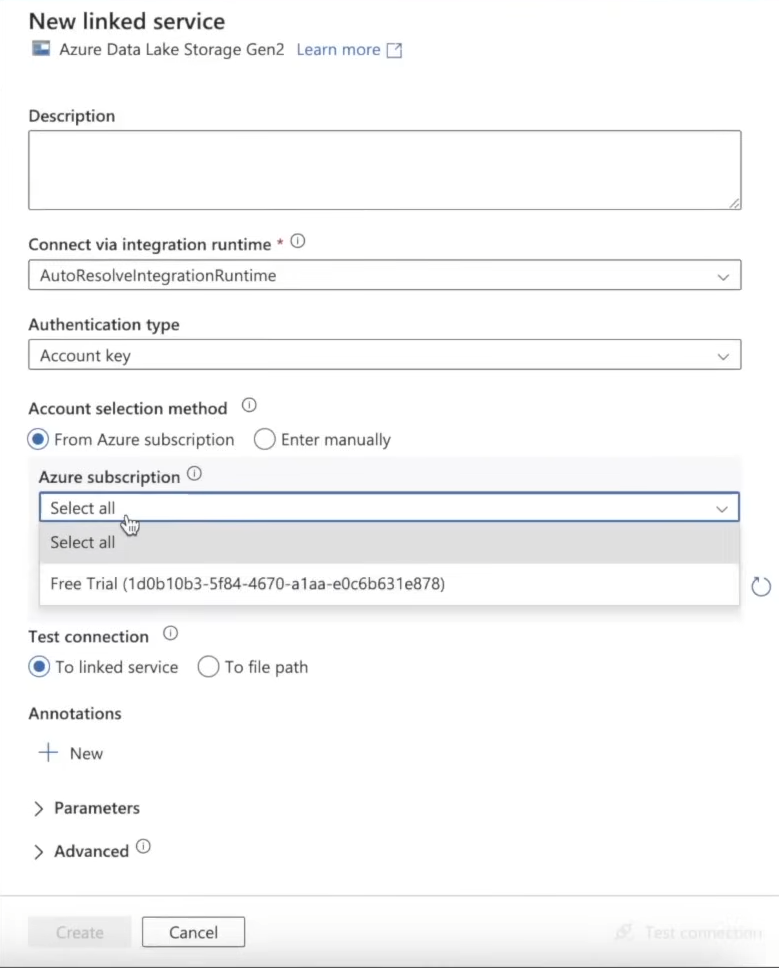 New linked service
Azure Data Lake Storage Gen2 Learn more
Description
Connect via integration runtime *
AutoResolveIntegrationRuntime
Authentication type
Account key
Account selection method
From Azure subscription Enter manually
Azure subscription
Select all
Select all
Free Trial (1d0b10b3-5f84-4670-a1aa-e0c6b631e878)
Test connection
To linked service To file path
Annotations
New
Parameters
Advanced
Create Cancel Test connection